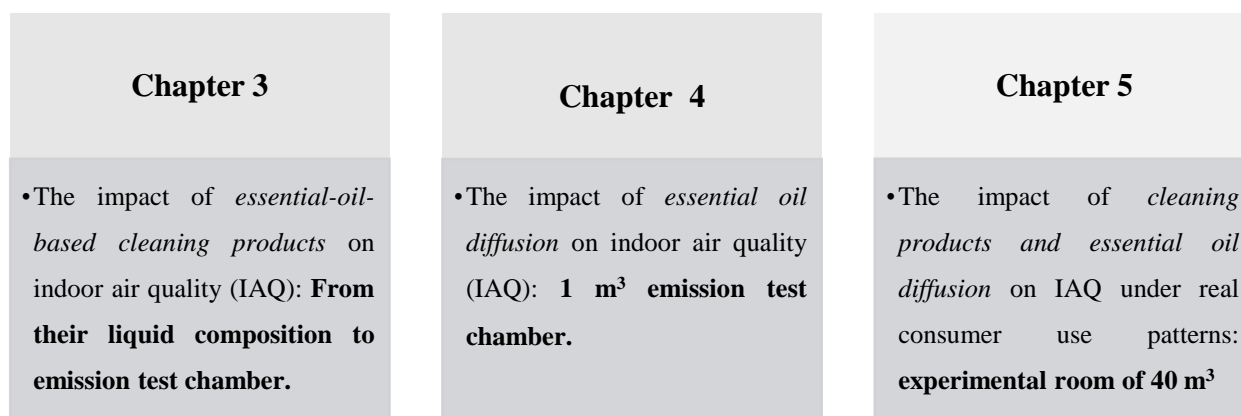 Chapter 3
•The impact of essential-oil-
based cleaning products on
indoor air quality (IAQ): From
their liquid composition to
emission test chamber.
Chapter 4
•The impact of essential oil
diffusion on indoor air quality
(IAQ): 1 m³ emission test
chamber.
Chapter 5
•The impact of cleaning
products and essential oil
diffusion on IAQ under real
consumer use patterns:
experimental room of 40 m³